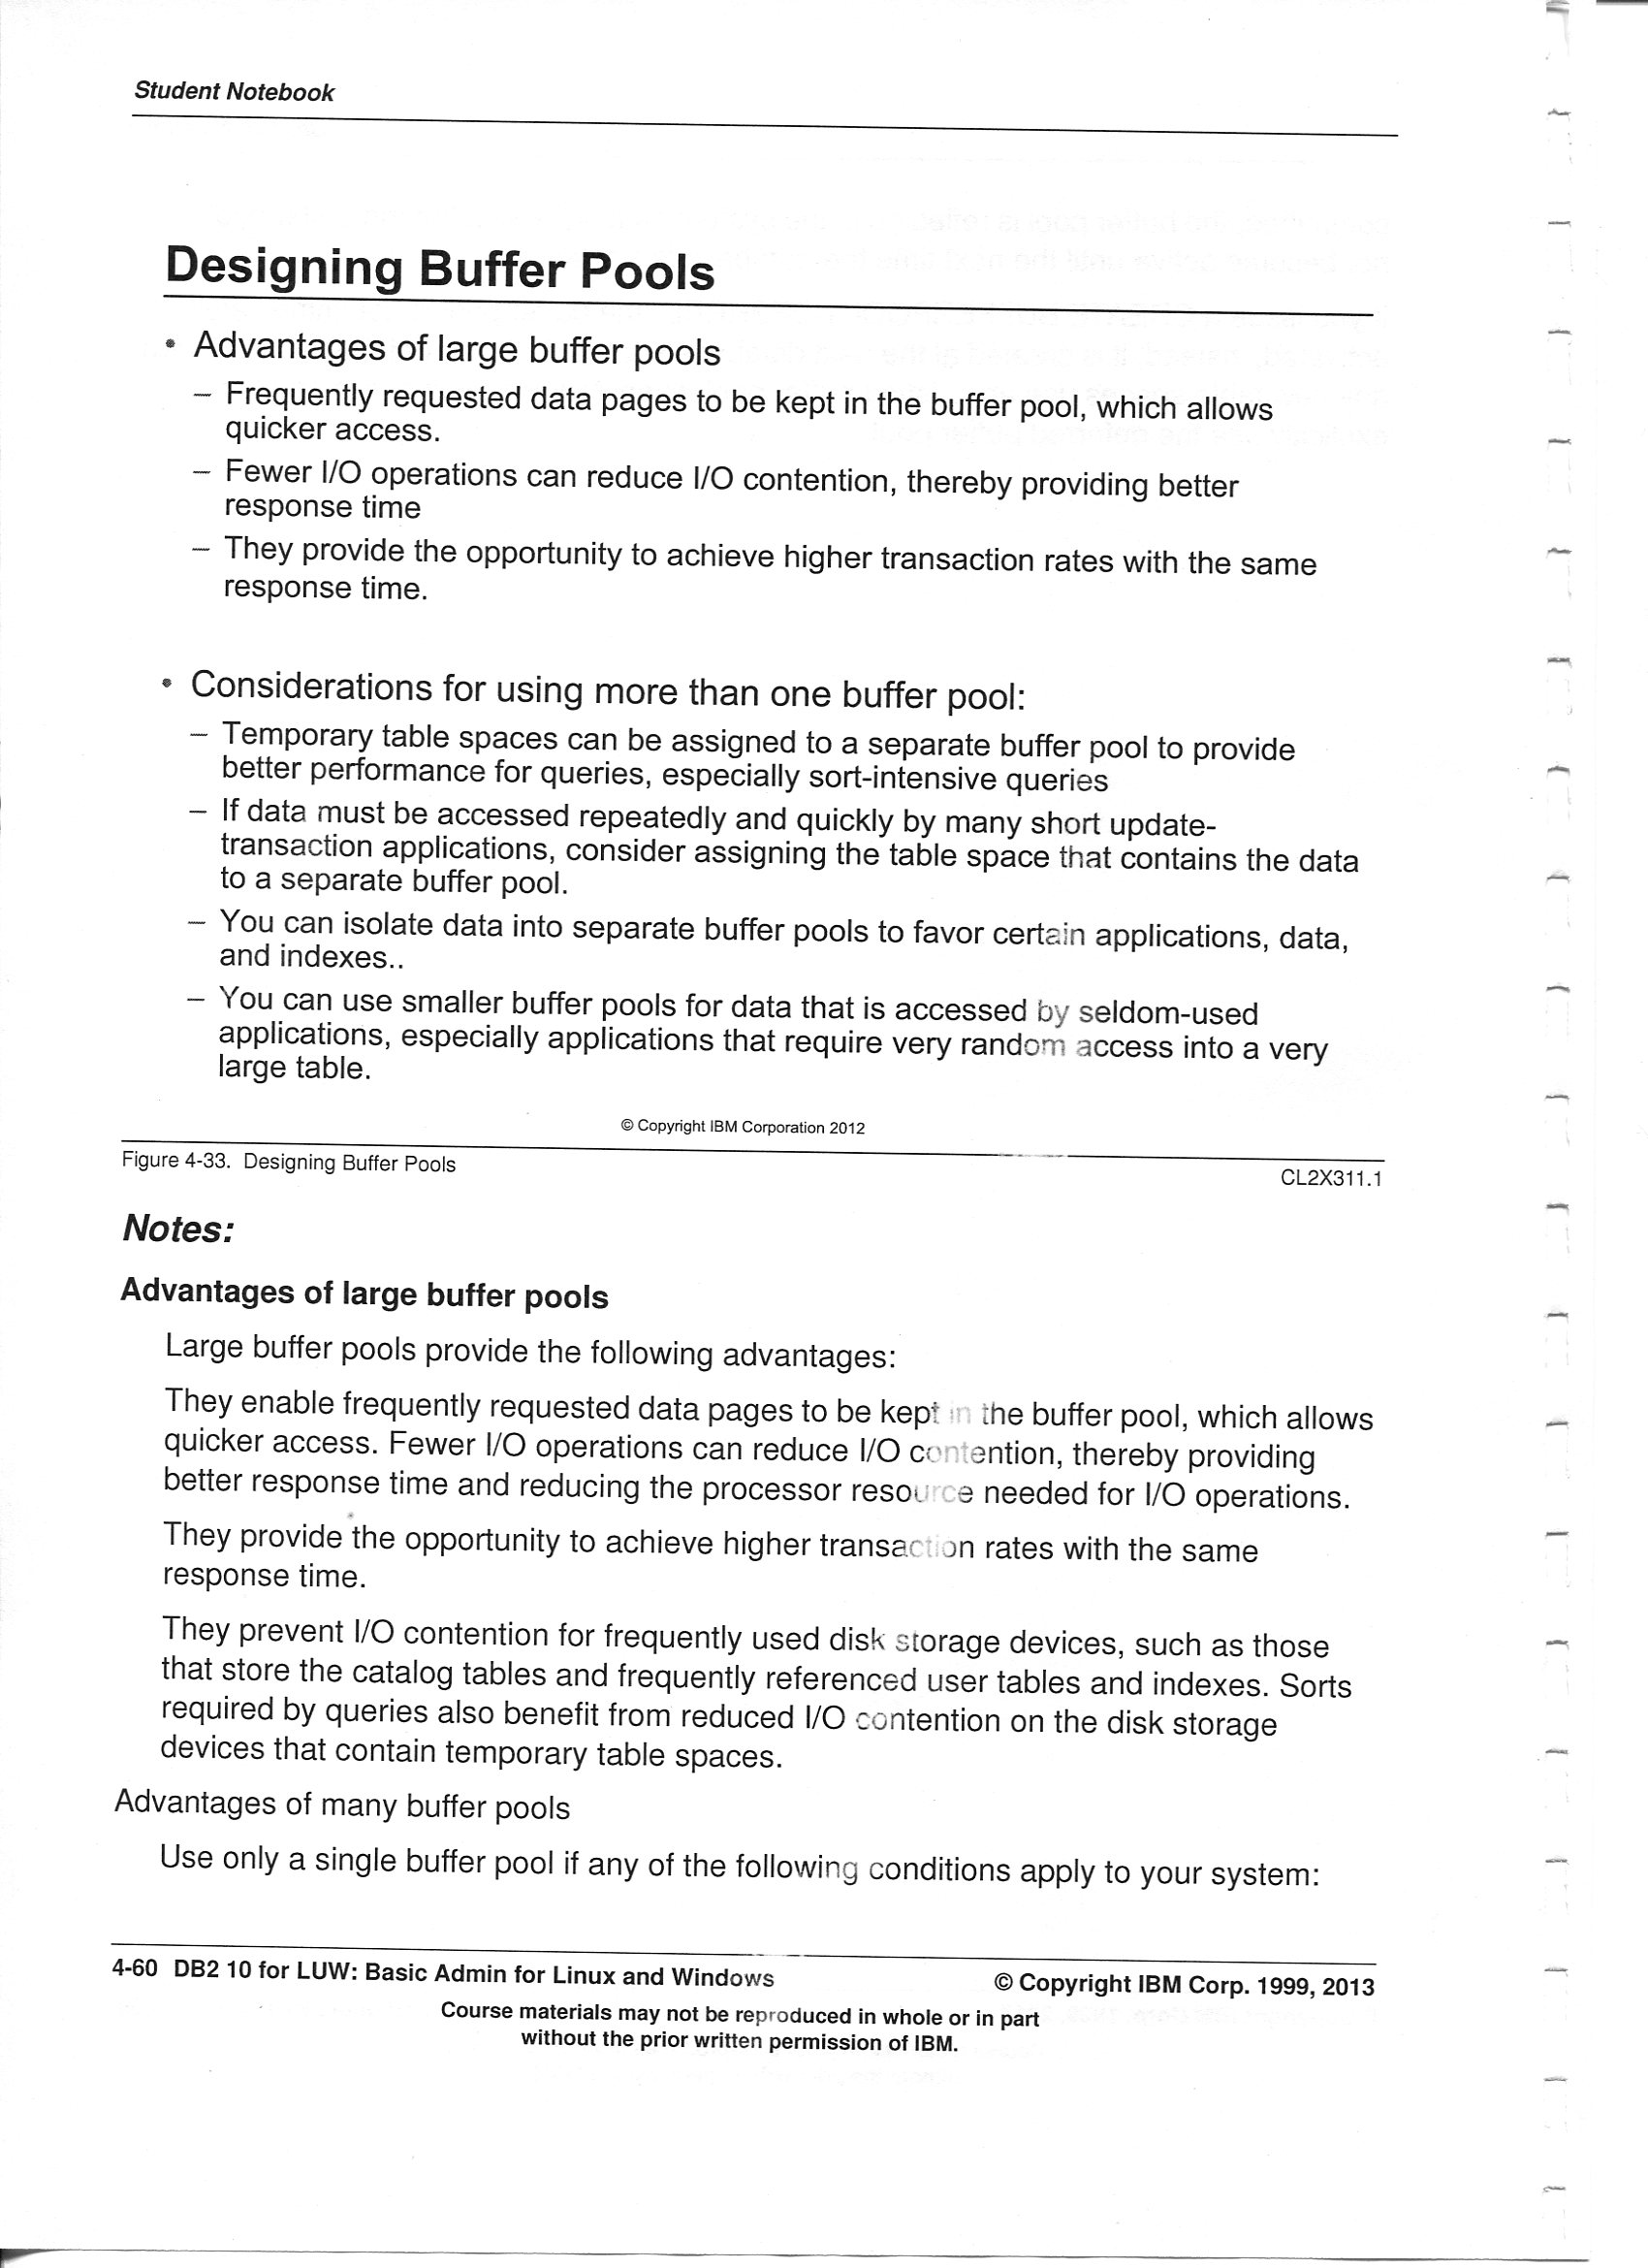 Student Notebook
Designing Buffer Pools
• Advantages of large buffer pools
– Frequently requested data pages to be kept in the buffer pool, which allows
quicker access.
– Fewer I/O operations can reduce I/O contention, thereby providing better
response time
– They provide the opportunity to achieve higher transaction rates with the same
response time.
• Considerations for using more than one buffer pool:
– Temporary table spaces can be assigned to a separate buffer pool to provide
better performance for queries, especially sort-intensive queries
– If data must be accessed repeatedly and quickly by many short update-
transaction applications, consider assigning the table space that contains the data
to a separate buffer pool.
– You can isolate data into separate buffer pools to favor certain applications, data,
and indexes..
– You can use smaller buffer pools for data that is accessed by seldom-used
applications, especially applications that require very random access into a very
large table.
© Copyright IBM Corporation 2012
Figure 4-33. Designing Buffer Pools
CL2X311.1
Notes:
Advantages of large buffer pools
Large buffer pools provide the following advantages:
They enable frequently requested data pages to be kept in the buffer pool, which allows
quicker access. Fewer I/O operations can reduce I/O contention, thereby providing
better response time and reducing the processor resource needed for I/O operations.
They provide the opportunity to achieve higher transaction rates with the same
response time.
They prevent I/O contention for frequently used disk storage devices, such as those
that store the catalog tables and frequently referenced user tables and indexes. Sorts
required by queries also benefit from reduced I/O contention on the disk storage
devices that contain temporary table spaces.
Advantages of many buffer pools
Use only a single buffer pool if any of the following conditions apply to your system:
4-60 DB2 10 for LUW: Basic Admin for Linux and Windows
© Copyright IBM Corp. 1999, 2013
Course materials may not be reproduced in whole or in part
without the prior written permission of IBM.